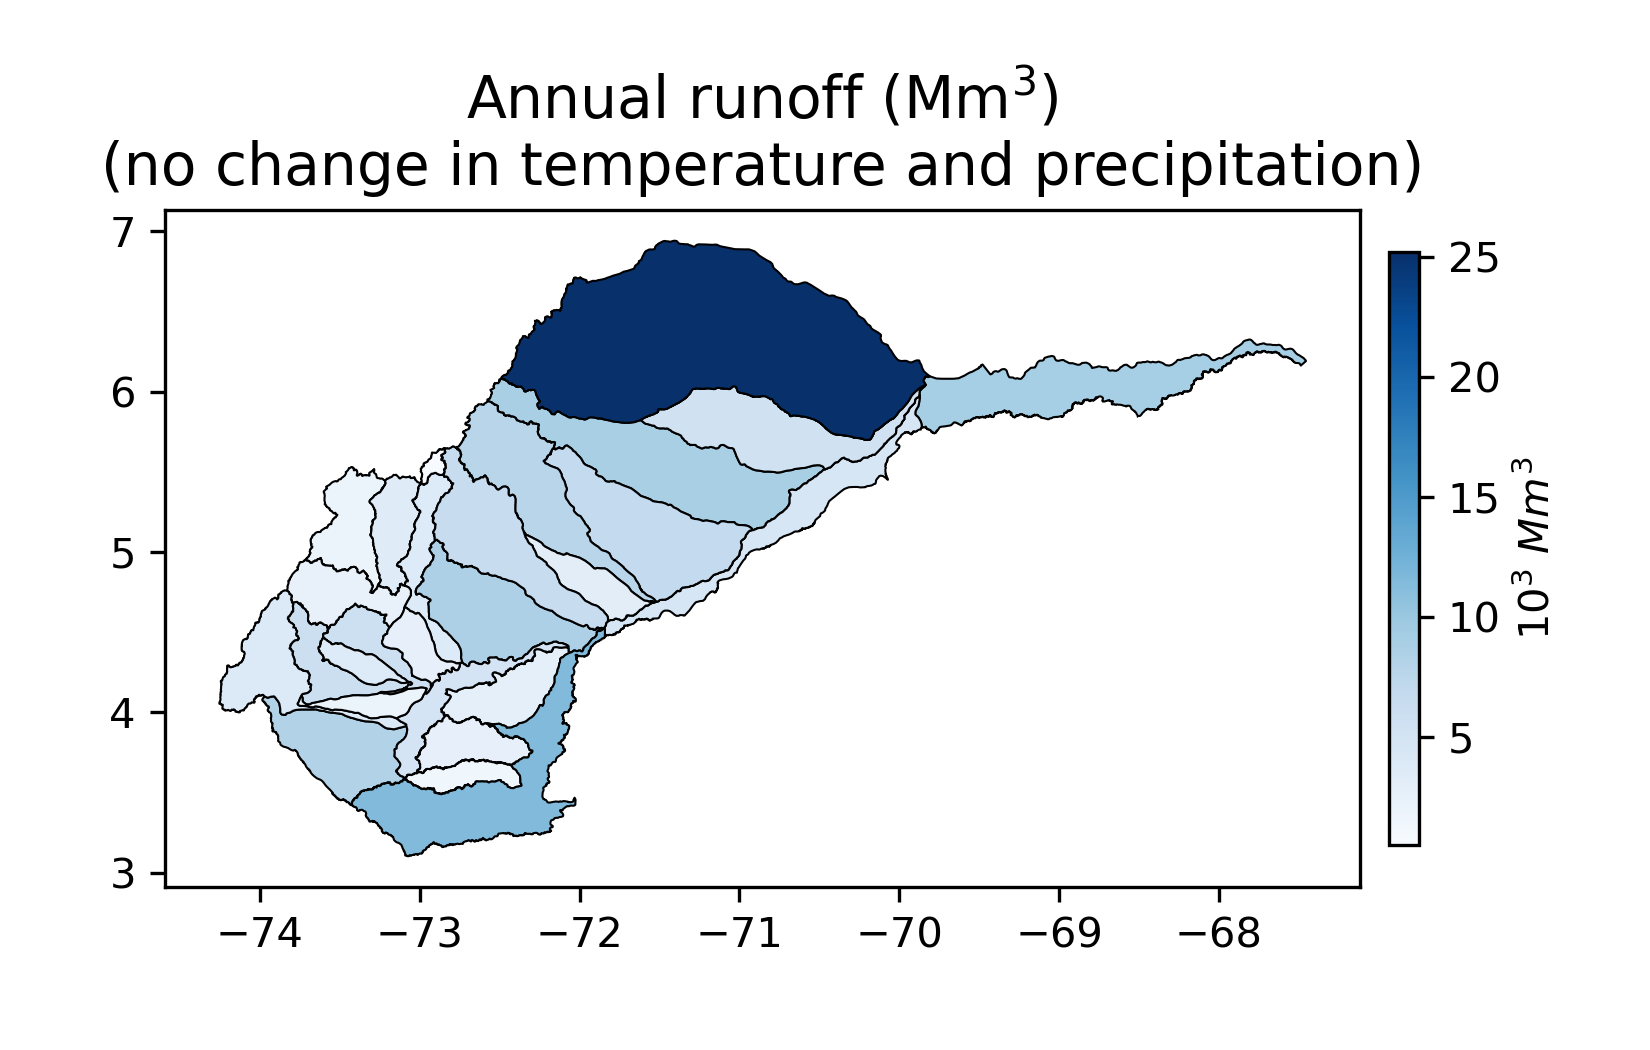 Annual runoff (Mm³)
(no change in temperature and precipitation)
7
6
5
4
3
−74 −73 −72 −71 −70 −69 −68
25
20
15
10
5
10³ Mm³